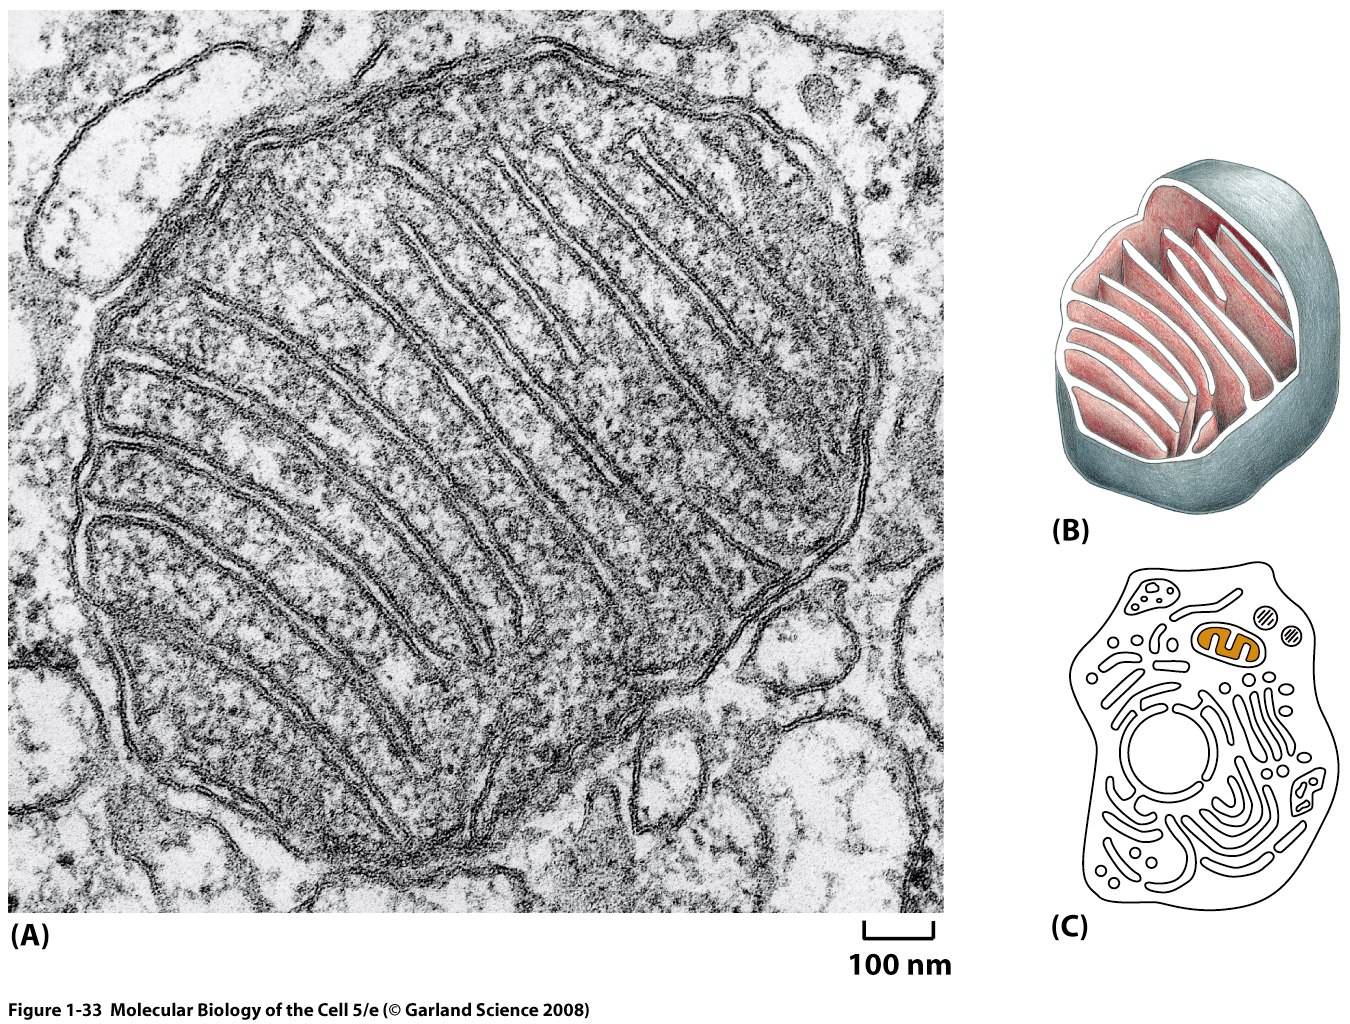 (A)
(B)
(C)
100 nm
Figure 1-33 Molecular Biology of the Cell 5/e (© Garland Science 2008)